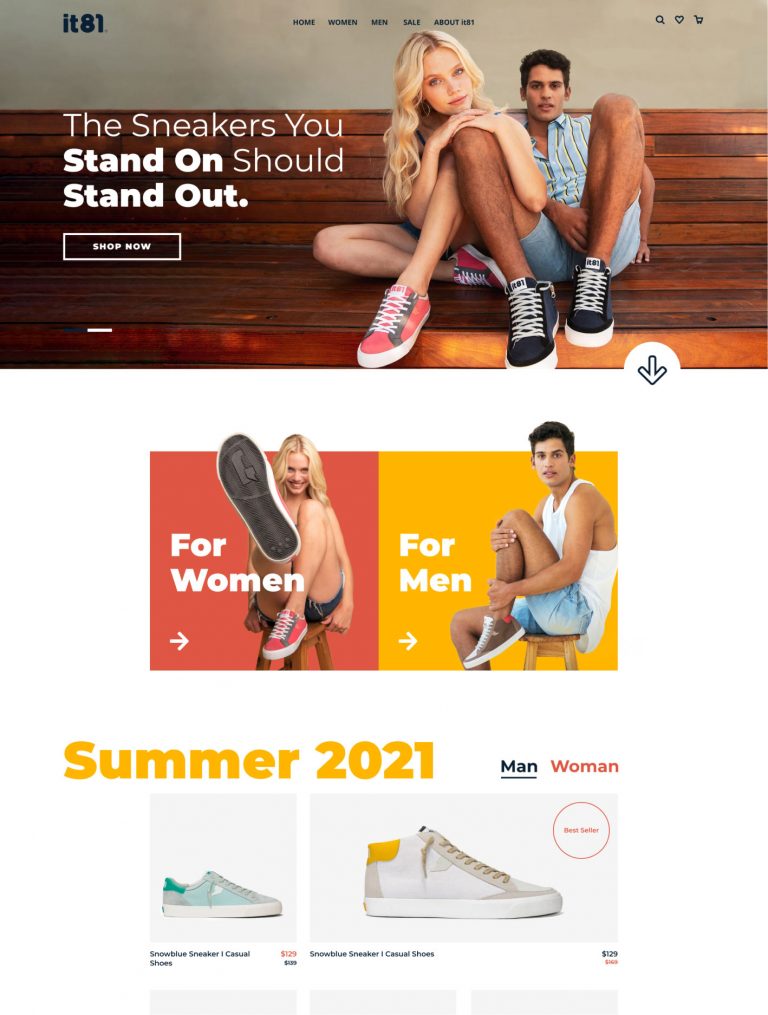 it81
HOME WOMEN MEN SALE ABOUT it81
The Sneakers You
Stand On Should
Stand Out.
SHOP NOW
it81
For
Women
For
Men
Summer 2021
Man Woman
Best Seller
Snowblue Sneaker I Casual
Shoes
$129
$139
Snowblue Sneaker I Casual Shoes
$129
$169